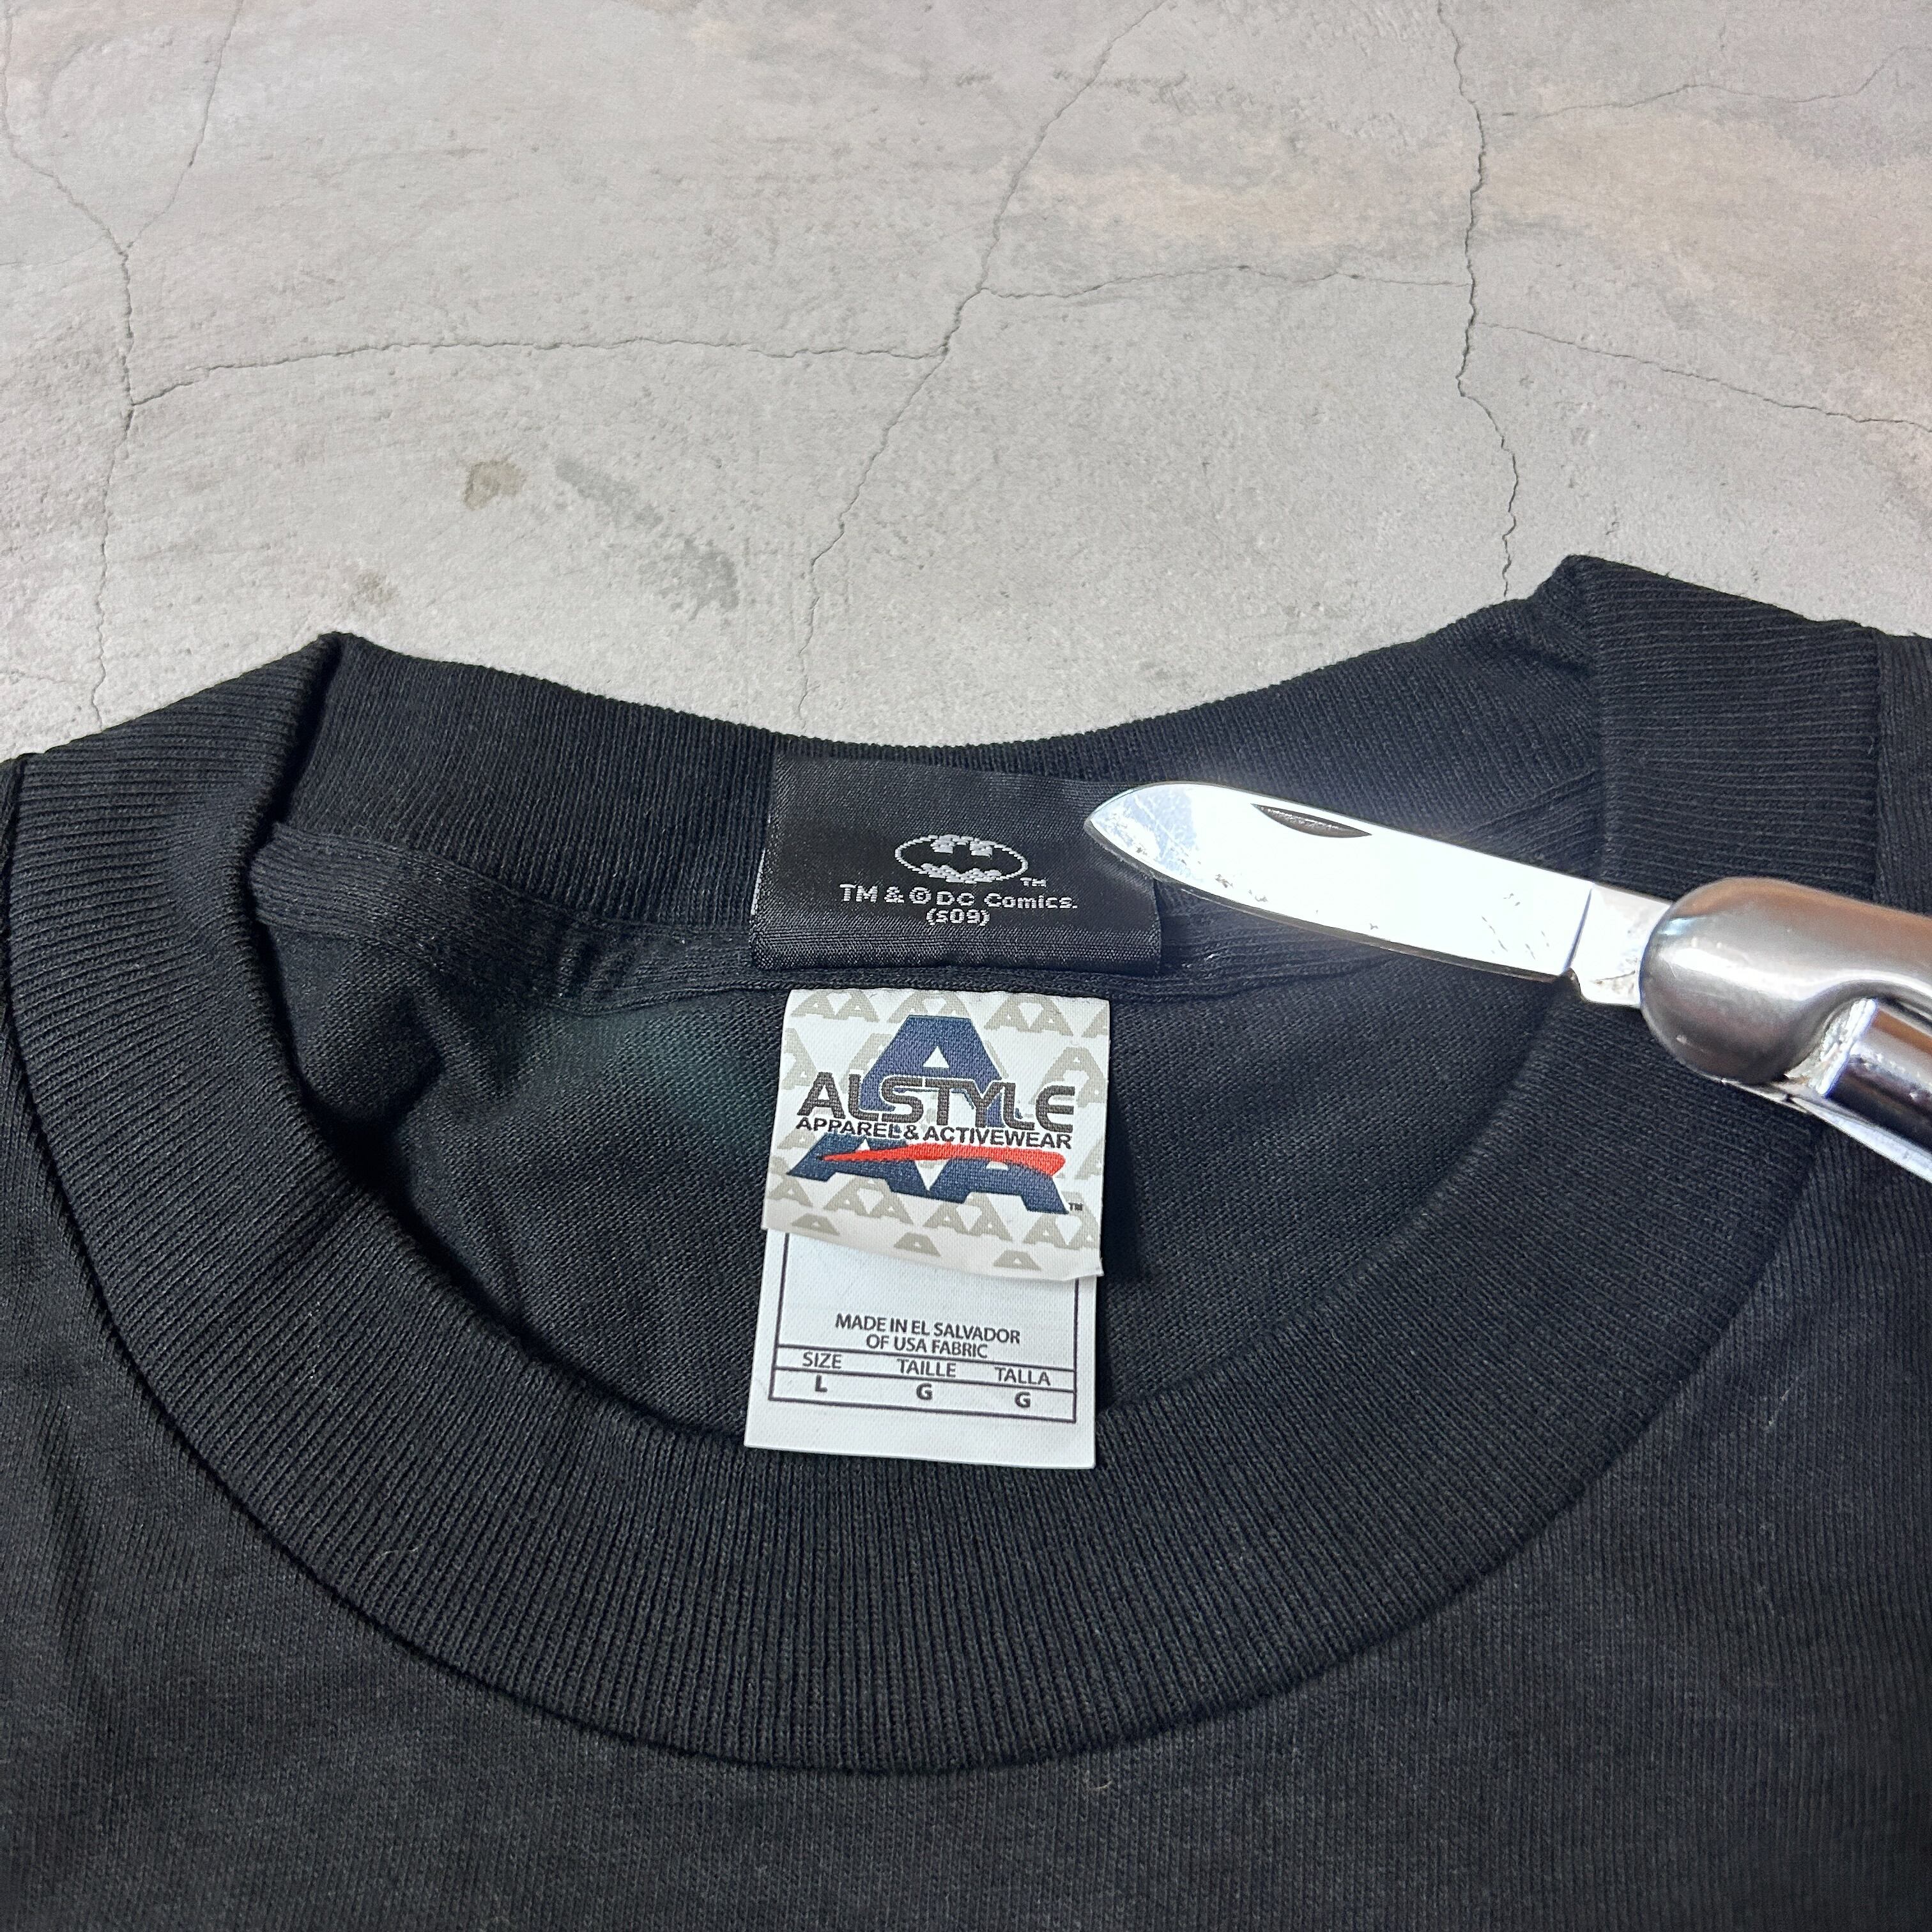 TM
TM & © DC Comics.
(s09)
A
ALSTYLE
APPAREL & ACTIVEWEAR
AA
TM
MADE IN EL SALVADOR
OF USA FABRIC
SIZE TAILLE TALLA
L G G